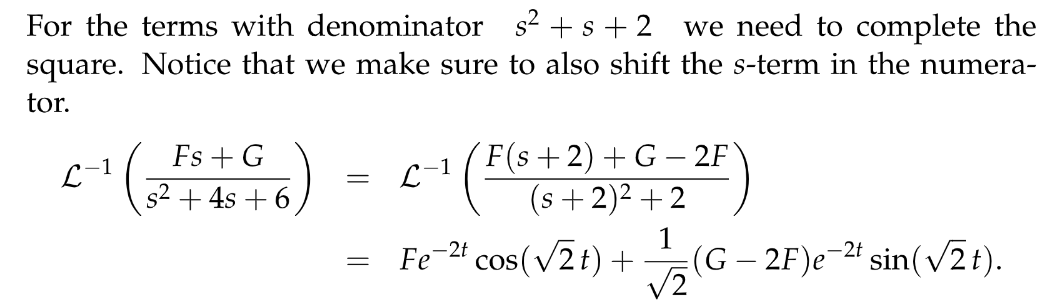 For the terms with denominator s² + s + 2 we need to complete the
square. Notice that we make sure to also shift the s-term in the numera-
tor.
ℒ⁻¹ ( (Fs + G) / (s² + 4s + 6) ) = ℒ⁻¹ ( (F(s + 2) + G − 2F) / ((s + 2)² + 2) )
= Fe^{−2t} cos(√2 t) + (1/√2)(G − 2F)e^{−2t} sin(√2 t).